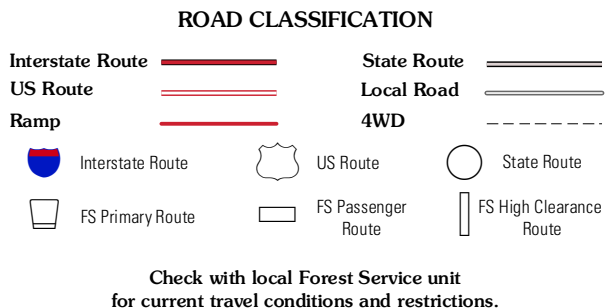 ROAD CLASSIFICATION
Interstate Route
State Route
US Route
Local Road
Ramp
4WD
Interstate Route
US Route
State Route
FS Primary Route
FS Passenger
Route
FS High Clearance
Route
Check with local Forest Service unit
for current travel conditions and restrictions.